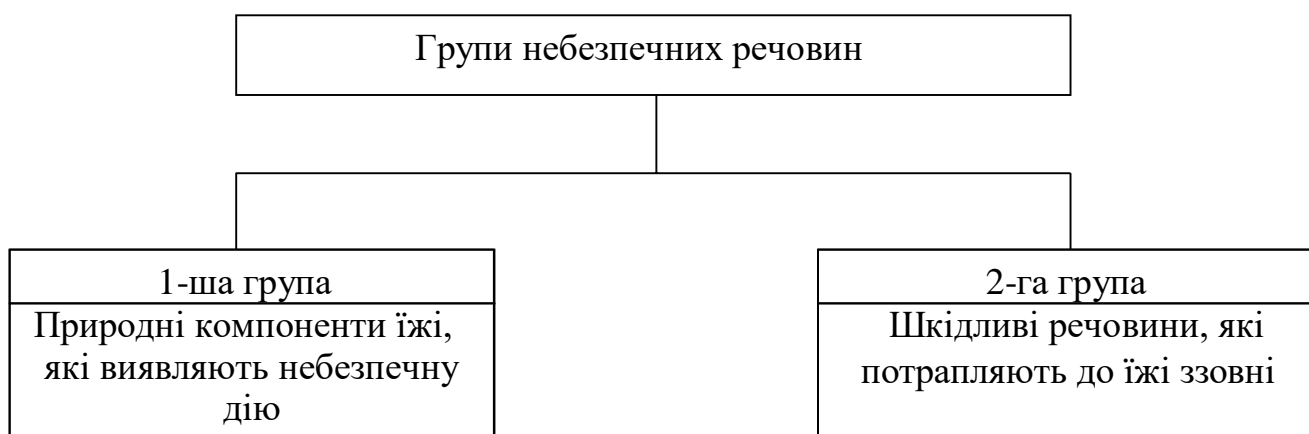 Групи небезпечних речовин
1-ша група
Природні компоненти їжі,
які виявляють небезпечну
дію
2-га група
Шкідливі речовини, які
потрапляють до їжі ззовні